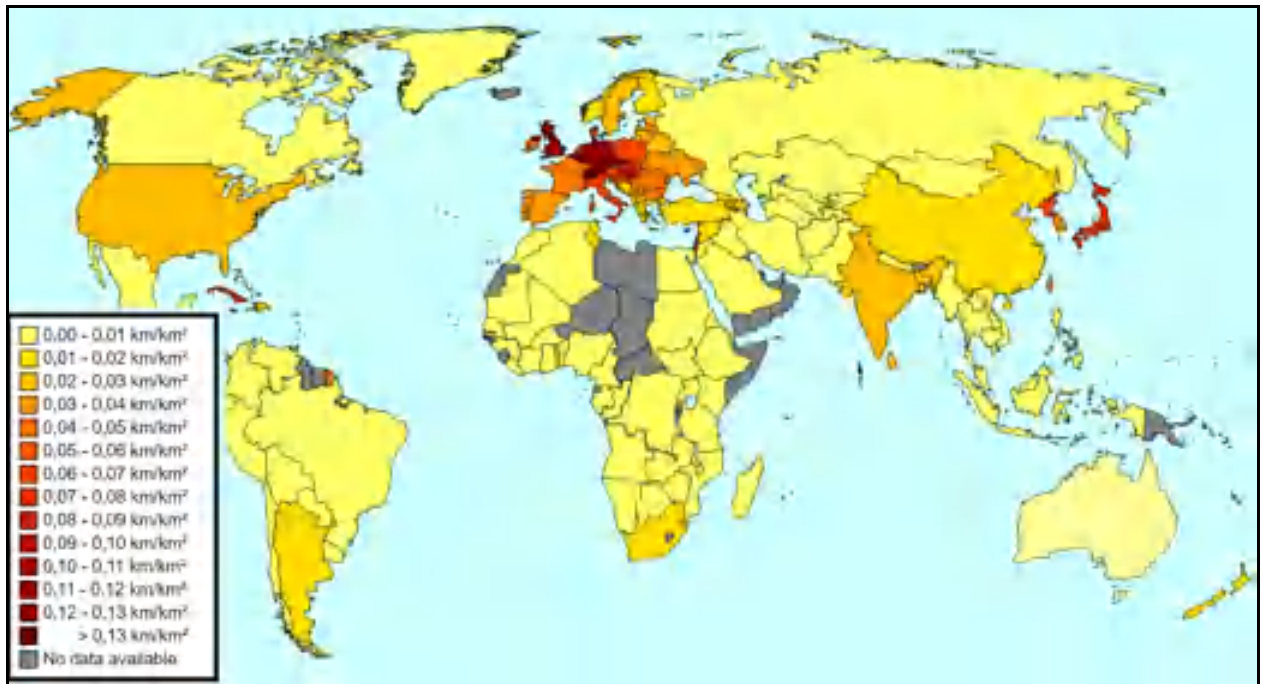 0,00 - 0,01 km/km²
0,01 - 0,02 km/km²
0,02 - 0,03 km/km²
0,03 - 0,04 km/km²
0,04 - 0,05 km/km²
0,05 - 0,06 km/km²
0,06 - 0,07 km/km²
0,07 - 0,08 km/km²
0,08 - 0,09 km/km²
0,09 - 0,10 km/km²
0,10 - 0,11 km/km²
0,11 - 0,12 km/km²
0,12 - 0,13 km/km²
> 0,13 km/km²
No data available